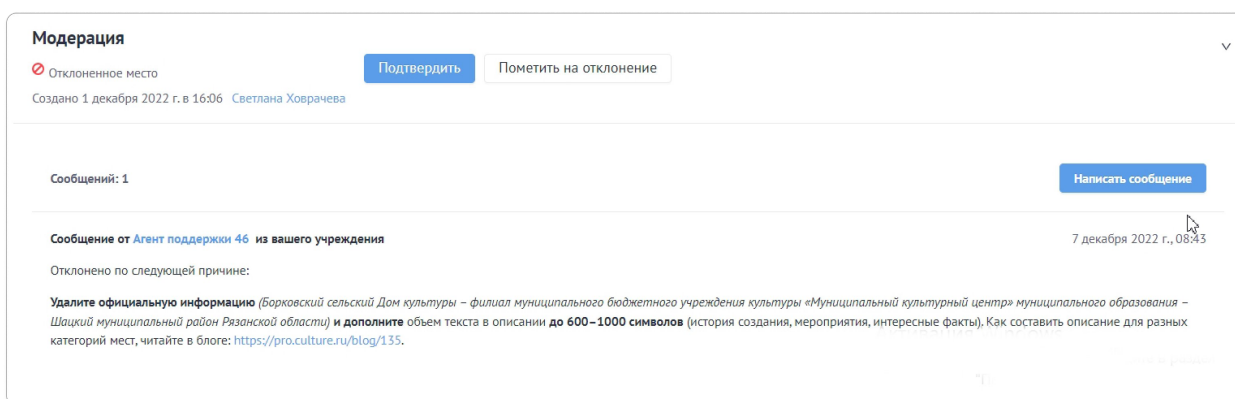 Модерация
Отклоненное место
Подтвердить
Пометить на отклонение
Создано 1 декабря 2022 г. в 16:06 Светлана Ховрачева
Сообщений: 1
Написать сообщение
Сообщение от Агент поддержки 46 из вашего учреждения
7 декабря 2022 г., 08:43
Отклонено по следующей причине:
Удалите официальную информацию (Борковский сельский Дом культуры – филиал муниципального бюджетного учреждения культуры «Муниципальный культурный центр» муниципального образования –
Шацкий муниципальный район Рязанской области) и дополните объем текста в описании до 600–1000 символов (история создания, мероприятия, интересные факты). Как составить описание для разных
категорий мест, читайте в блоге: https://pro.culture.ru/blog/135.